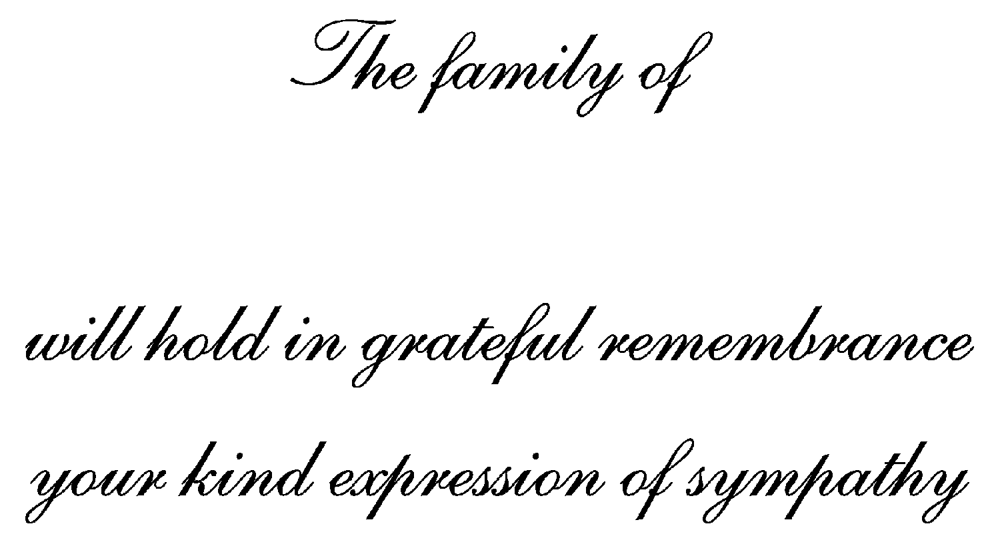 The family of
will hold in grateful remembrance
your kind expression of sympathy